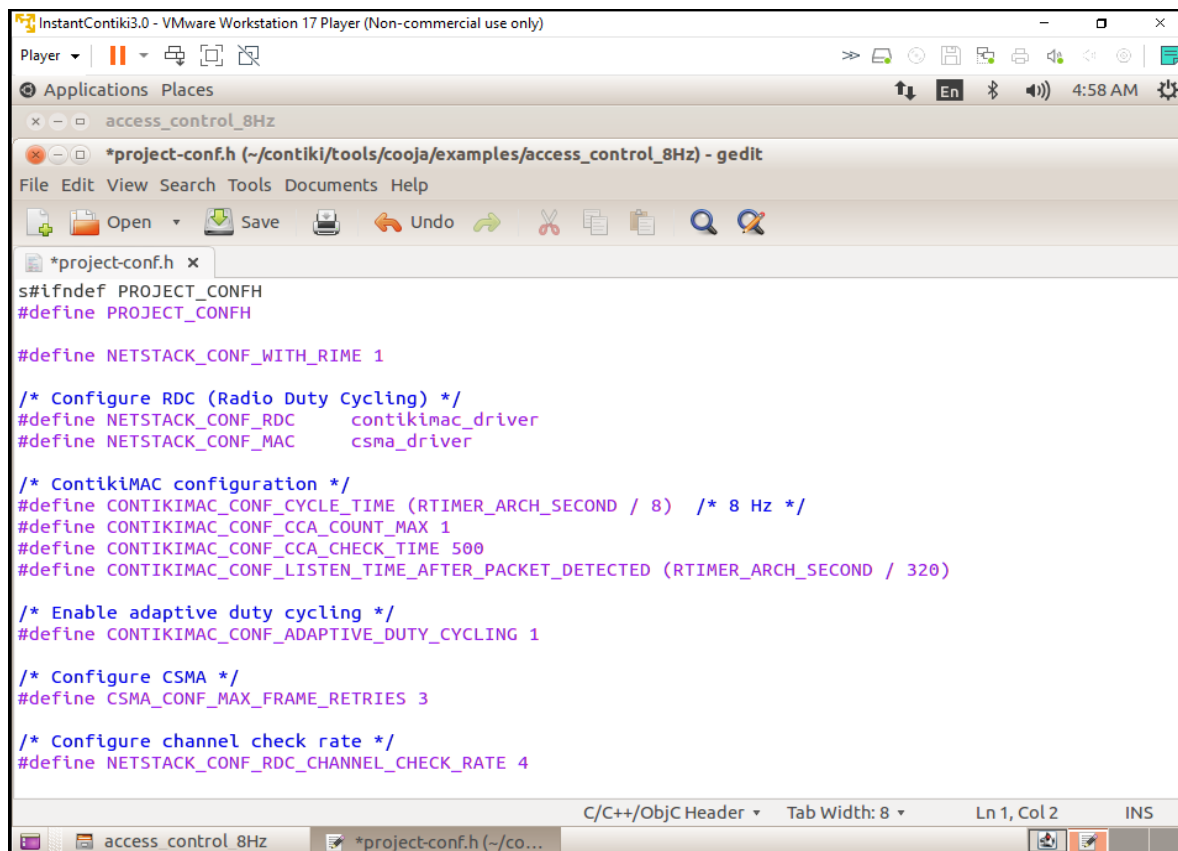 InstantContiki3.0 - VMware Workstation 17 Player (Non-commercial use only)
Player
Applications Places En 4:58 AM
access_control_8Hz
*project-conf.h (~/contiki/tools/cooja/examples/access_control_8Hz) - gedit
File Edit View Search Tools Documents Help
Open Save Undo
*project-conf.h
s#ifndef PROJECT_CONFH
#define PROJECT_CONFH
#define NETSTACK_CONF_WITH_RIME 1
/* Configure RDC (Radio Duty Cycling) */
#define NETSTACK_CONF_RDC     contikimac_driver
#define NETSTACK_CONF_MAC     csma_driver
/* ContikiMAC configuration */
#define CONTIKIMAC_CONF_CYCLE_TIME (RTIMER_ARCH_SECOND / 8)  /* 8 Hz */
#define CONTIKIMAC_CONF_CCA_COUNT_MAX 1
#define CONTIKIMAC_CONF_CCA_CHECK_TIME 500
#define CONTIKIMAC_CONF_LISTEN_TIME_AFTER_PACKET_DETECTED (RTIMER_ARCH_SECOND / 320)
/* Enable adaptive duty cycling */
#define CONTIKIMAC_CONF_ADAPTIVE_DUTY_CYCLING 1
/* Configure CSMA */
#define CSMA_CONF_MAX_FRAME_RETRIES 3
/* Configure channel check rate */
#define NETSTACK_CONF_RDC_CHANNEL_CHECK_RATE 4
C/C++/ObjC Header Tab Width: 8 Ln 1, Col 2 INS
access_control_8Hz *project-conf.h (~/co...